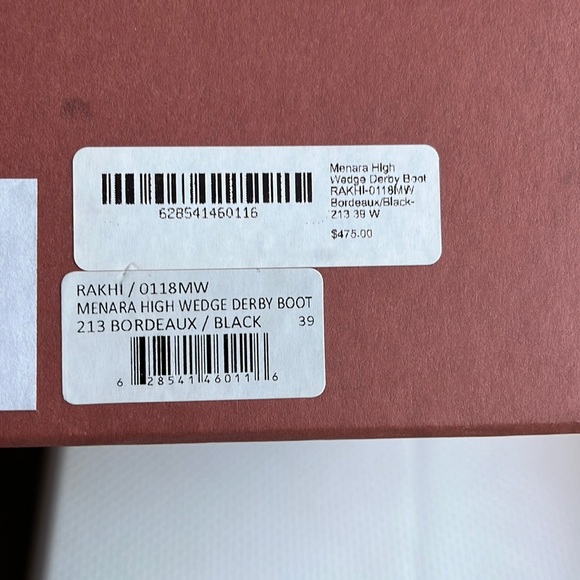 628541460116
Menara High
Wedge Derby Boot
RAKHI-0118MW
Bordeaux/Black-
213 39 W
$475.00
RAKHI / 0118MW
MENARA HIGH WEDGE DERBY BOOT
213 BORDEAUX / BLACK 39
6 28541 46011 6